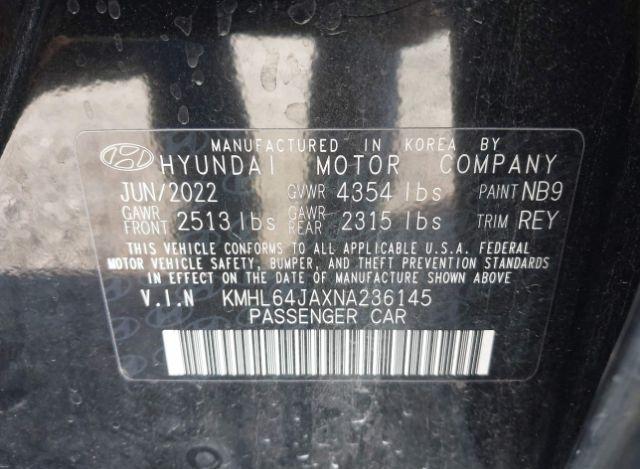 MANUFACTURED IN KOREA BY
HYUNDAI MOTOR COMPANY
JUN/2022 GVWR 4354 lbs PAINT NB9
GAWR FRONT 2513 lbs GAWR REAR 2315 lbs TRIM REY
THIS VEHICLE CONFORMS TO ALL APPLICABLE U.S.A. FEDERAL
MOTOR VEHICLE SAFETY, BUMPER, AND THEFT PREVENTION STANDARDS
IN EFFECT ON THE DATE OF MANUFACTURE SHOWN ABOVE
V.I.N KMHL64JAXNA236145
PASSENGER CAR